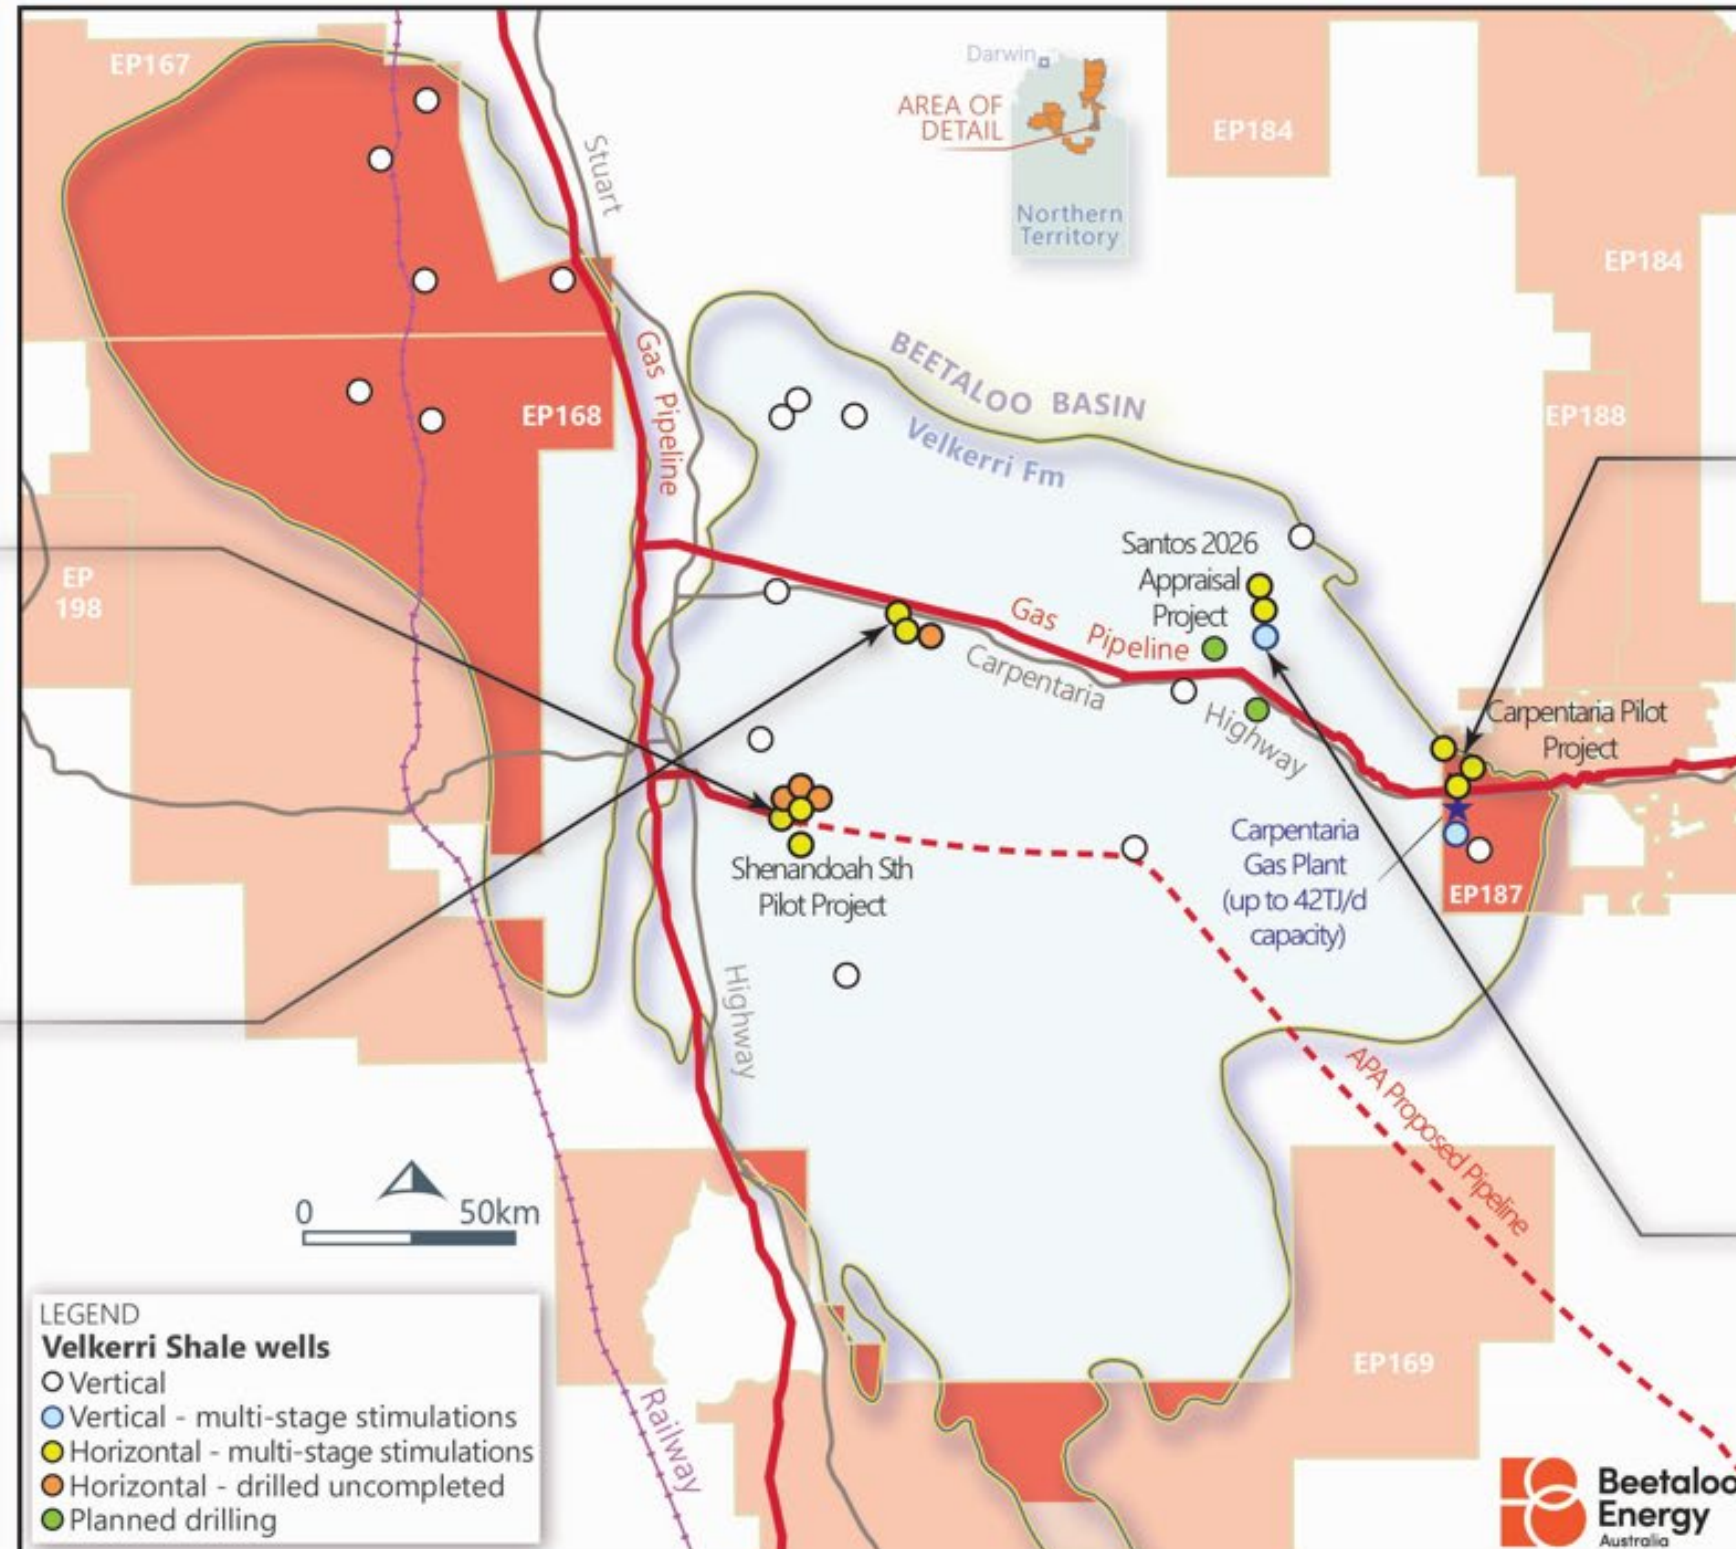 EP167
Darwin
AREA OF
DETAIL
Northern
Territory
EP184
EP184
Stuart
Gas Pipeline
BEETALOO BASIN
Velkerri Fm
EP168
EP188
EP
198
Santos 2026
Appraisal
Project
Gas Pipeline
Carpentaria
Highway
Carpentaria Pilot
Project
Shenandoah Sth
Pilot Project
Carpentaria
Gas Plant
(up to 42TJ/d
capacity)
EP187
Highway
APA Proposed Pipeline
0 50km
EP169
Railway
LEGEND
Velkerri Shale wells
Vertical
Vertical - multi-stage stimulations
Horizontal - multi-stage stimulations
Horizontal - drilled uncompleted
Planned drilling
Beetaloo
Energy
Australia